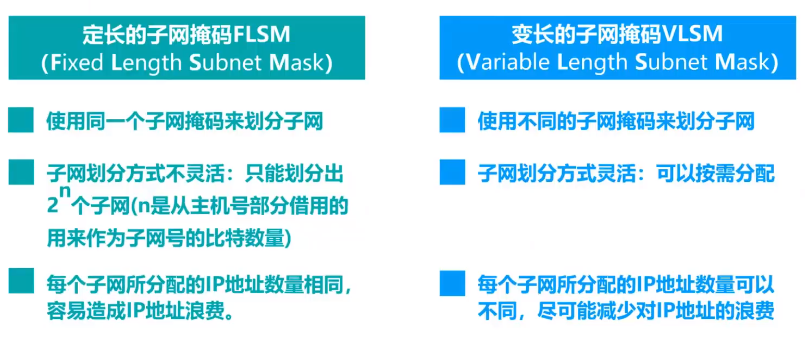 定长的子网掩码FLSM
（Fixed Length Subnet Mask）
使用同一个子网掩码来划分子网
子网划分方式不灵活：只能划分出
2^n个子网(n是从主机号部分借用的
用来作为子网号的比特数量)
每个子网所分配的IP地址数量相同，
容易造成IP地址浪费。
变长的子网掩码VLSM
（Variable Length Subnet Mask）
使用不同的子网掩码来划分子网
子网划分方式灵活：可以按需分配
每个子网所分配的IP地址数量可以
不同，尽可能减少对IP地址的浪费